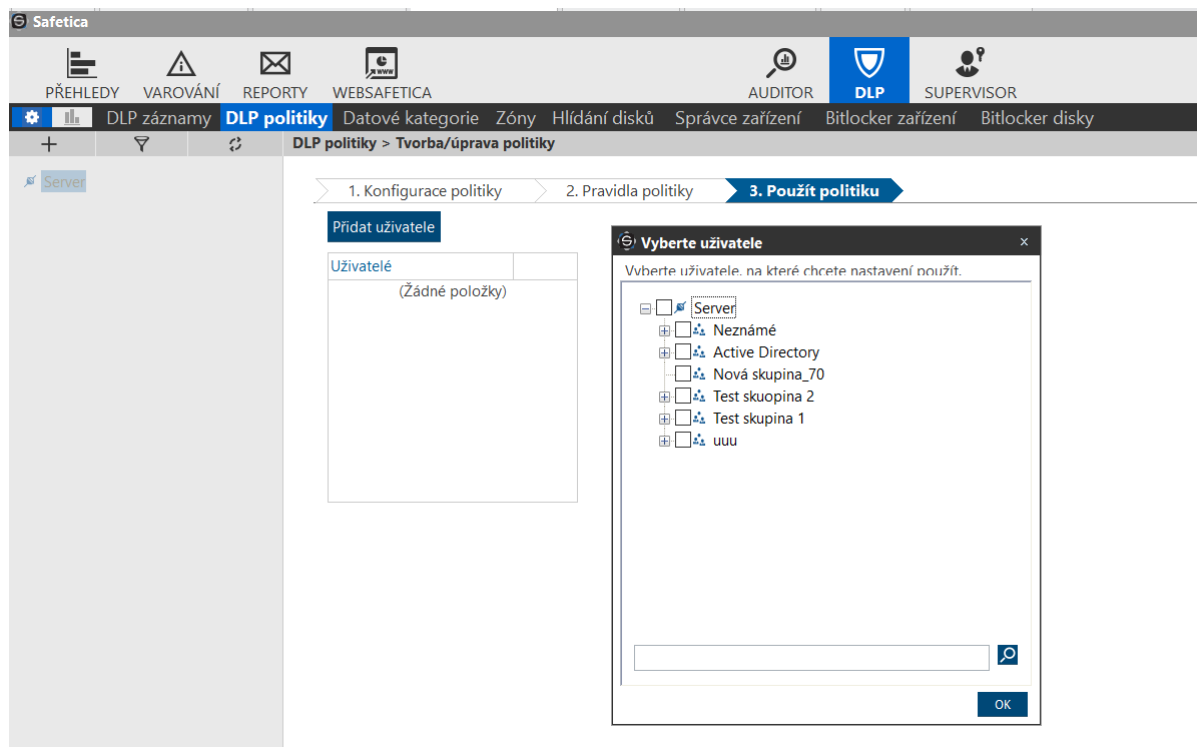 Safetica
PŘEHLEDY VAROVÁNÍ REPORTY WEBSAFETICA AUDITOR DLP SUPERVISOR
DLP záznamy DLP politiky Datové kategorie Zóny Hlídání disků Správce zařízení Bitlocker zařízení Bitlocker disky
DLP politiky > Tvorba/úprava politiky
Server
1. Konfigurace politiky 2. Pravidla politiky 3. Použít politiku
Přidat uživatele
Uživatelé
(Žádné položky)
Vyberte uživatele x
Vyberte uživatele, na které chcete nastavení použít.
Server
Neznámé
Active Directory
Nová skupina_70
Test skuopina 2
Test skupina 1
uuu
OK